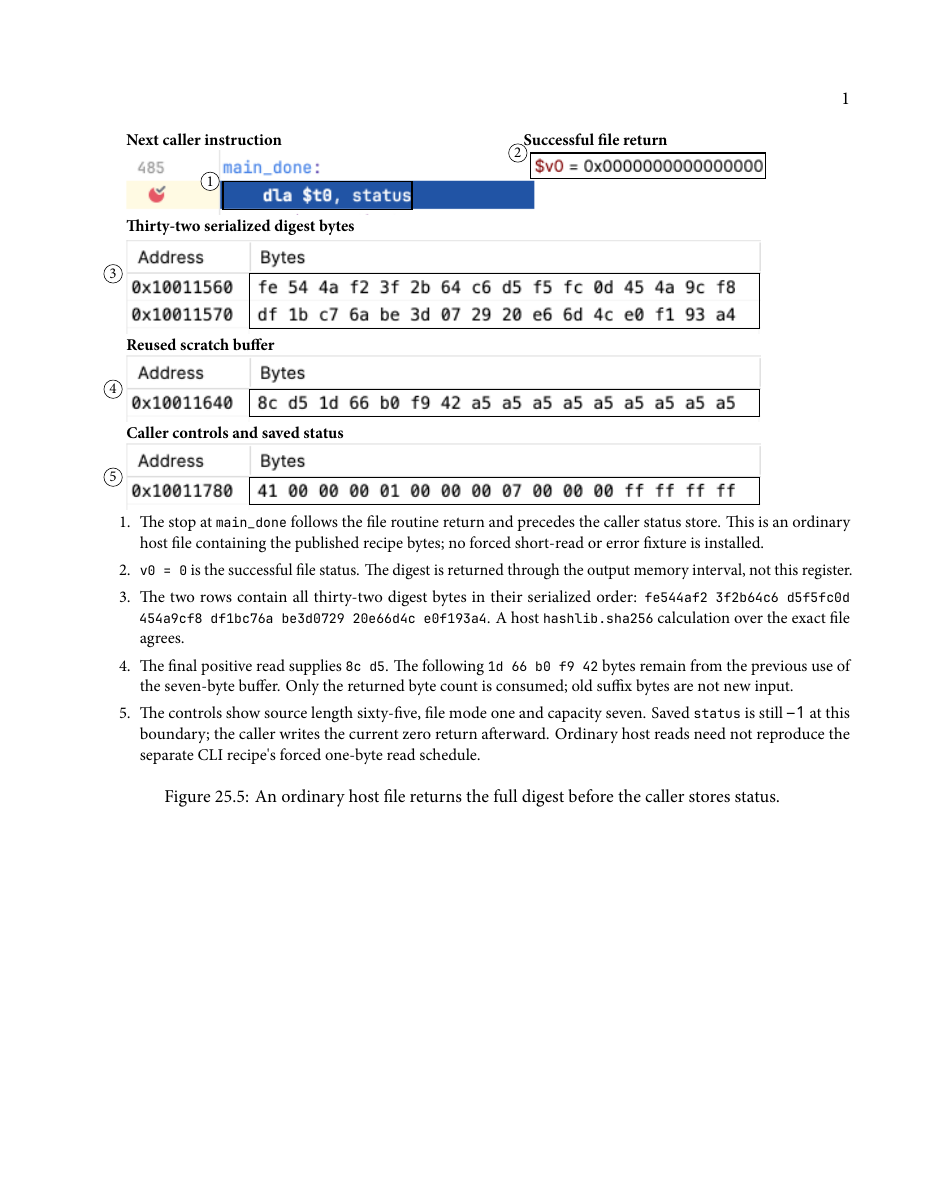 1
Next caller instruction
Successful file return
485 main_done:
2
$v0 = 0x0000000000000000
1
dla $t0, status
Thirty-two serialized digest bytes
Address Bytes
3
0x10011560 fe 54 4a f2 3f 2b 64 c6 d5 f5 fc 0d 45 4a 9c f8
0x10011570 df 1b c7 6a be 3d 07 29 20 e6 6d 4c e0 f1 93 a4
Reused scratch buffer
Address Bytes
4
0x10011640 8c d5 1d 66 b0 f9 42 a5 a5 a5 a5 a5 a5 a5 a5 a5
Caller controls and saved status
Address Bytes
5
0x10011780 41 00 00 00 01 00 00 00 07 00 00 00 ff ff ff ff
1. The stop at main_done follows the file routine return and precedes the caller status store. This is an ordinary
host file containing the published recipe bytes; no forced short-read or error fixture is installed.
2. v0 = 0 is the successful file status. The digest is returned through the output memory interval, not this register.
3. The two rows contain all thirty-two digest bytes in their serialized order: fe544af2 3f2b64c6 d5f5fc0d
454a9cf8 df1bc76a be3d0729 20e66d4c e0f193a4. A host hashlib.sha256 calculation over the exact file
agrees.
4. The final positive read supplies 8c d5. The following 1d 66 b0 f9 42 bytes remain from the previous use of
the seven-byte buffer. Only the returned byte count is consumed; old suffix bytes are not new input.
5. The controls show source length sixty-five, file mode one and capacity seven. Saved status is still −1 at this
boundary; the caller writes the current zero return afterward. Ordinary host reads need not reproduce the
separate CLI recipe's forced one-byte read schedule.
Figure 25.5: An ordinary host file returns the full digest before the caller stores status.